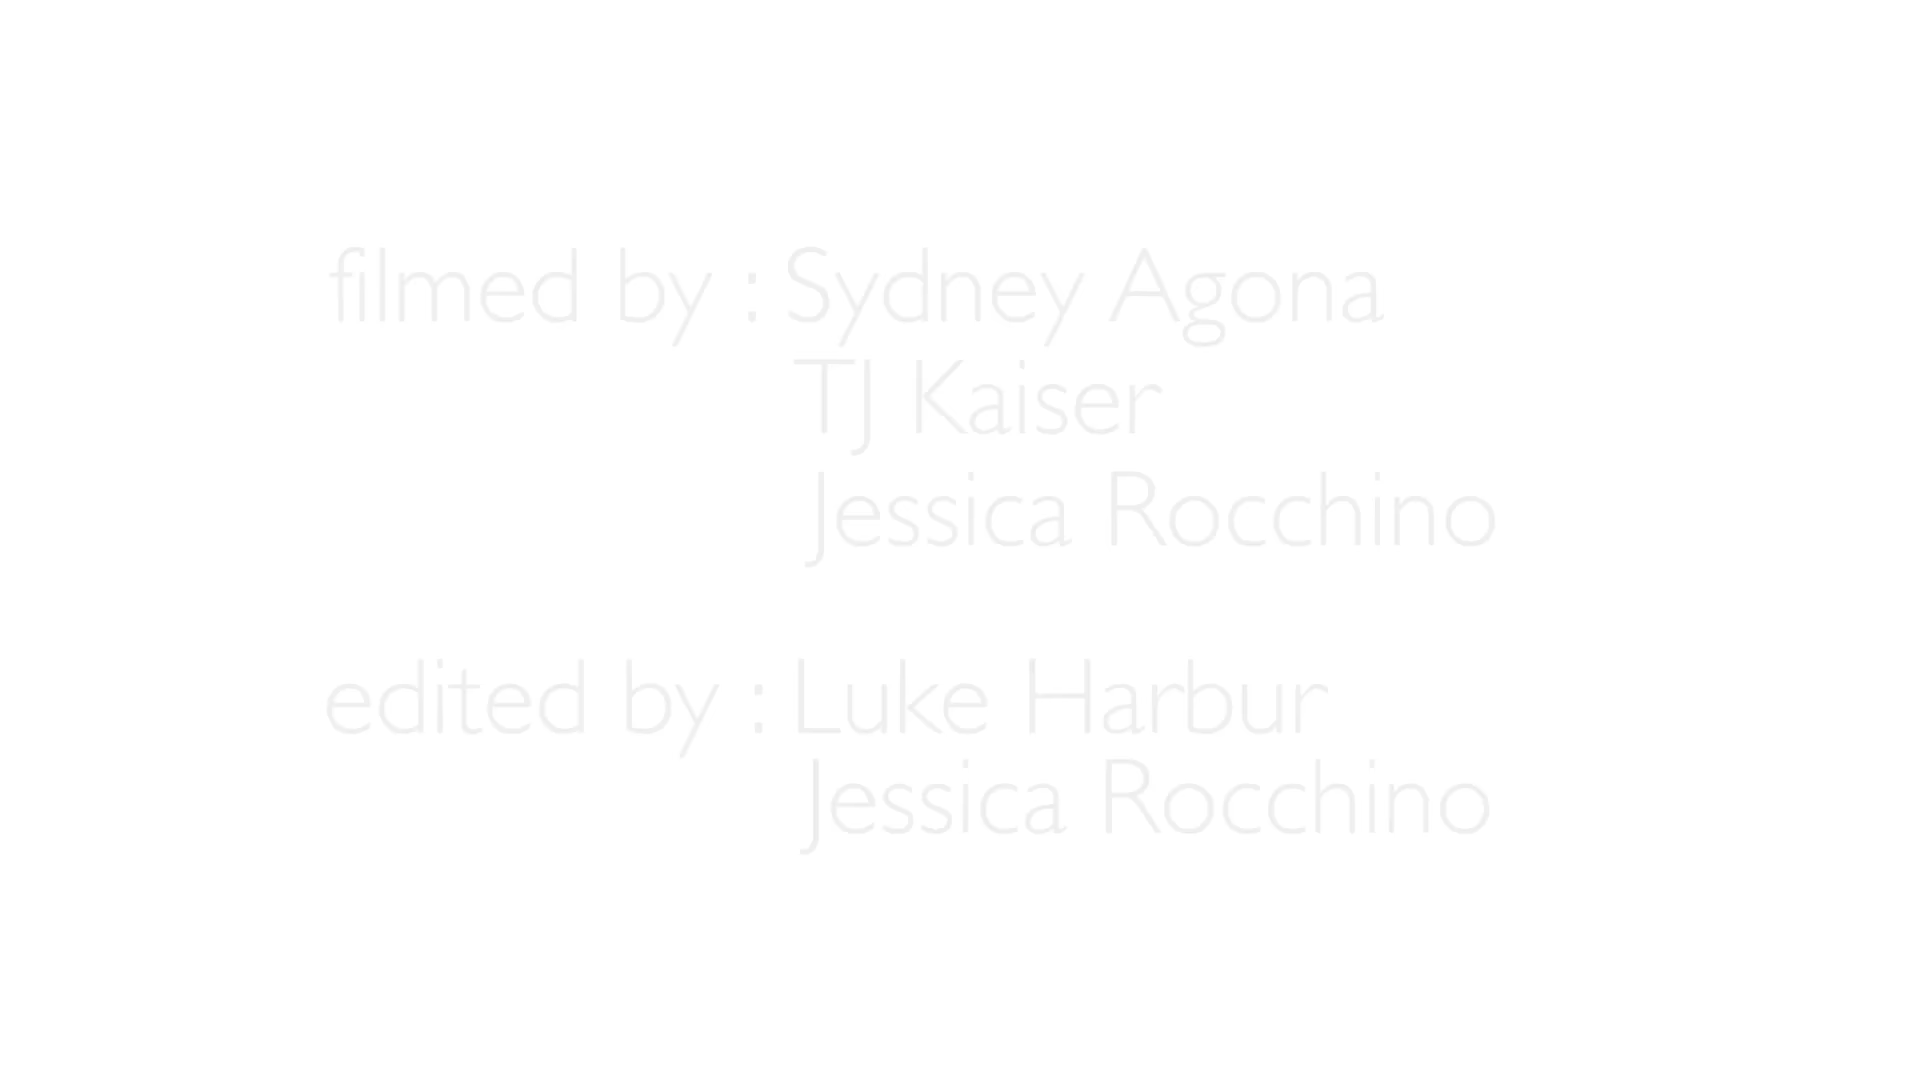 filmed by : Sydney Agona
TJ Kaiser
Jessica Rocchino
edited by : Luke Harbur
Jessica Rocchino